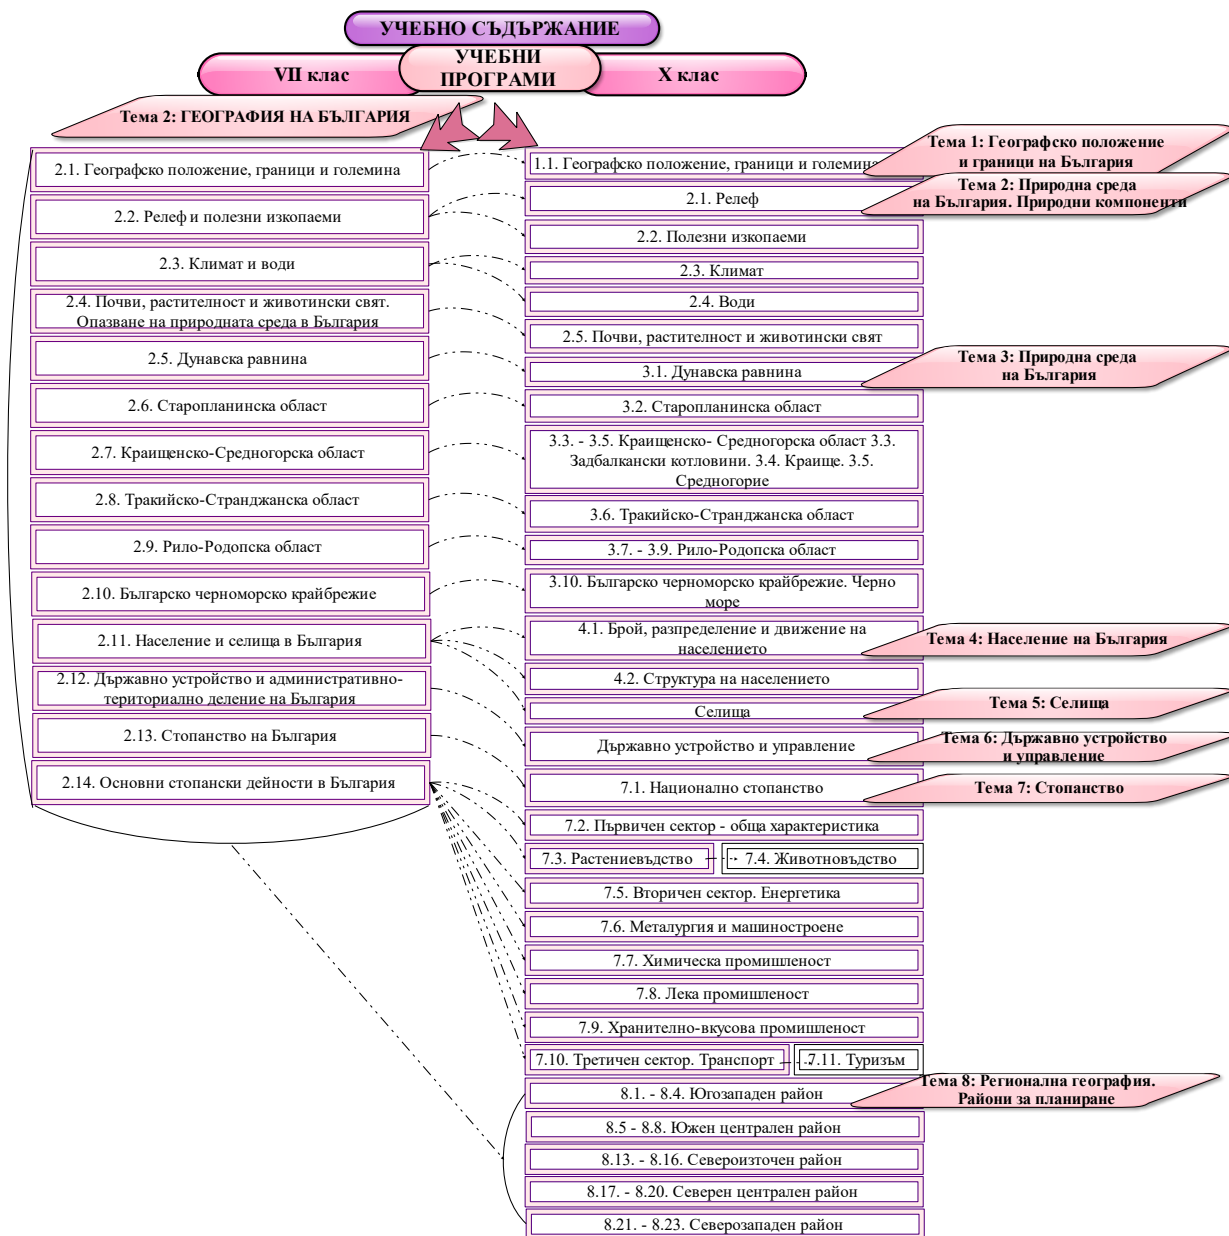 УЧЕБНО СЪДЪРЖАНИЕ
УЧЕБНИ
ПРОГРАМИ
VII клас
X клас
Тема 2: ГЕОГРАФИЯ НА БЪЛГАРИЯ
2.1. Географско положение, граници и големина
2.2. Релеф и полезни изкопаеми
2.3. Климат и води
2.4. Почви, растителност и животински свят.
Опазване на природната среда в България
2.5. Дунавска равнина
2.6. Старопланинска област
2.7. Краищенско-Средногорска област
2.8. Тракийско-Странджанска област
2.9. Рило-Родопска област
2.10. Българско черноморско крайбрежие
2.11. Население и селища в България
2.12. Държавно устройство и административно-
териториално деление на България
2.13. Стопанство на България
2.14. Основни стопански дейности в България
1.1. Географско положение, граници и големина
2.1. Релеф
2.2. Полезни изкопаеми
2.3. Климат
2.4. Води
2.5. Почви, растителност и животински свят
3.1. Дунавска равнина
3.2. Старопланинска област
3.3. - 3.5. Краищенско- Средногорска област 3.3.
Задбалкански котловини. 3.4. Краище. 3.5.
Средногорие
3.6. Тракийско-Странджанска област
3.7. - 3.9. Рило-Родопска област
3.10. Българско черноморско крайбрежие. Черно
море
4.1. Брой, разпределение и движение на
населението
4.2. Структура на населението
Селища
Държавно устройство и управление
7.1. Национално стопанство
7.2. Първичен сектор - обща характеристика
7.3. Растениевъдство
7.4. Животновъдство
7.5. Вторичен сектор. Енергетика
7.6. Металургия и машиностроене
7.7. Химическа промишленост
7.8. Лека промишленост
7.9. Хранително-вкусова промишленост
7.10. Третичен сектор. Транспорт
7.11. Туризъм
8.1. - 8.4. Югозападен район
8.5 - 8.8. Южен централен район
8.13. - 8.16. Североизточен район
8.17. - 8.20. Северен централен район
8.21. - 8.23. Северозападен район
Тема 1: Географско положение
и граници на България
Тема 2: Природна среда
на България. Природни компоненти
Тема 3: Природна среда
на България
Тема 4: Население на България
Тема 5: Селища
Тема 6: Държавно устройство
и управление
Тема 7: Стопанство
Тема 8: Регионална география.
Райони за планиране